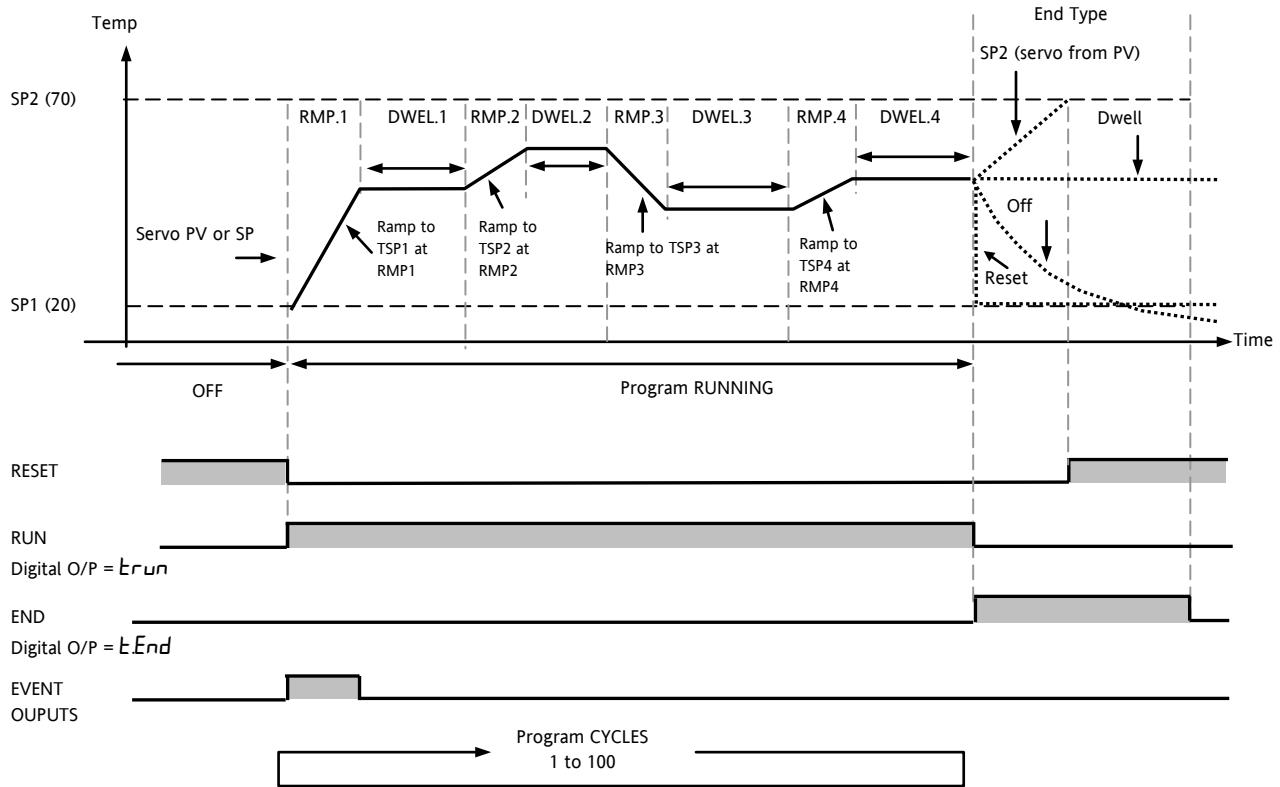 End Type
Temp
SP2 (servo from PV)
SP2 (70)
RMP.1
DWEL.1
RMP.2
DWEL.2
RMP.3
DWEL.3
RMP.4
DWEL.4
Dwell
Servo PV or SP
Ramp to
TSP1 at
RMP1
Ramp to
TSP2 at
RMP2
Ramp to TSP3 at
RMP3
Ramp to
TSP4 at
RMP4
Off
Reset
SP1 (20)
Time
OFF
Program RUNNING
RESET
RUN
Digital O/P = t.run
END
Digital O/P = t.End
EVENT
OUPUTS
Program CYCLES
1 to 100